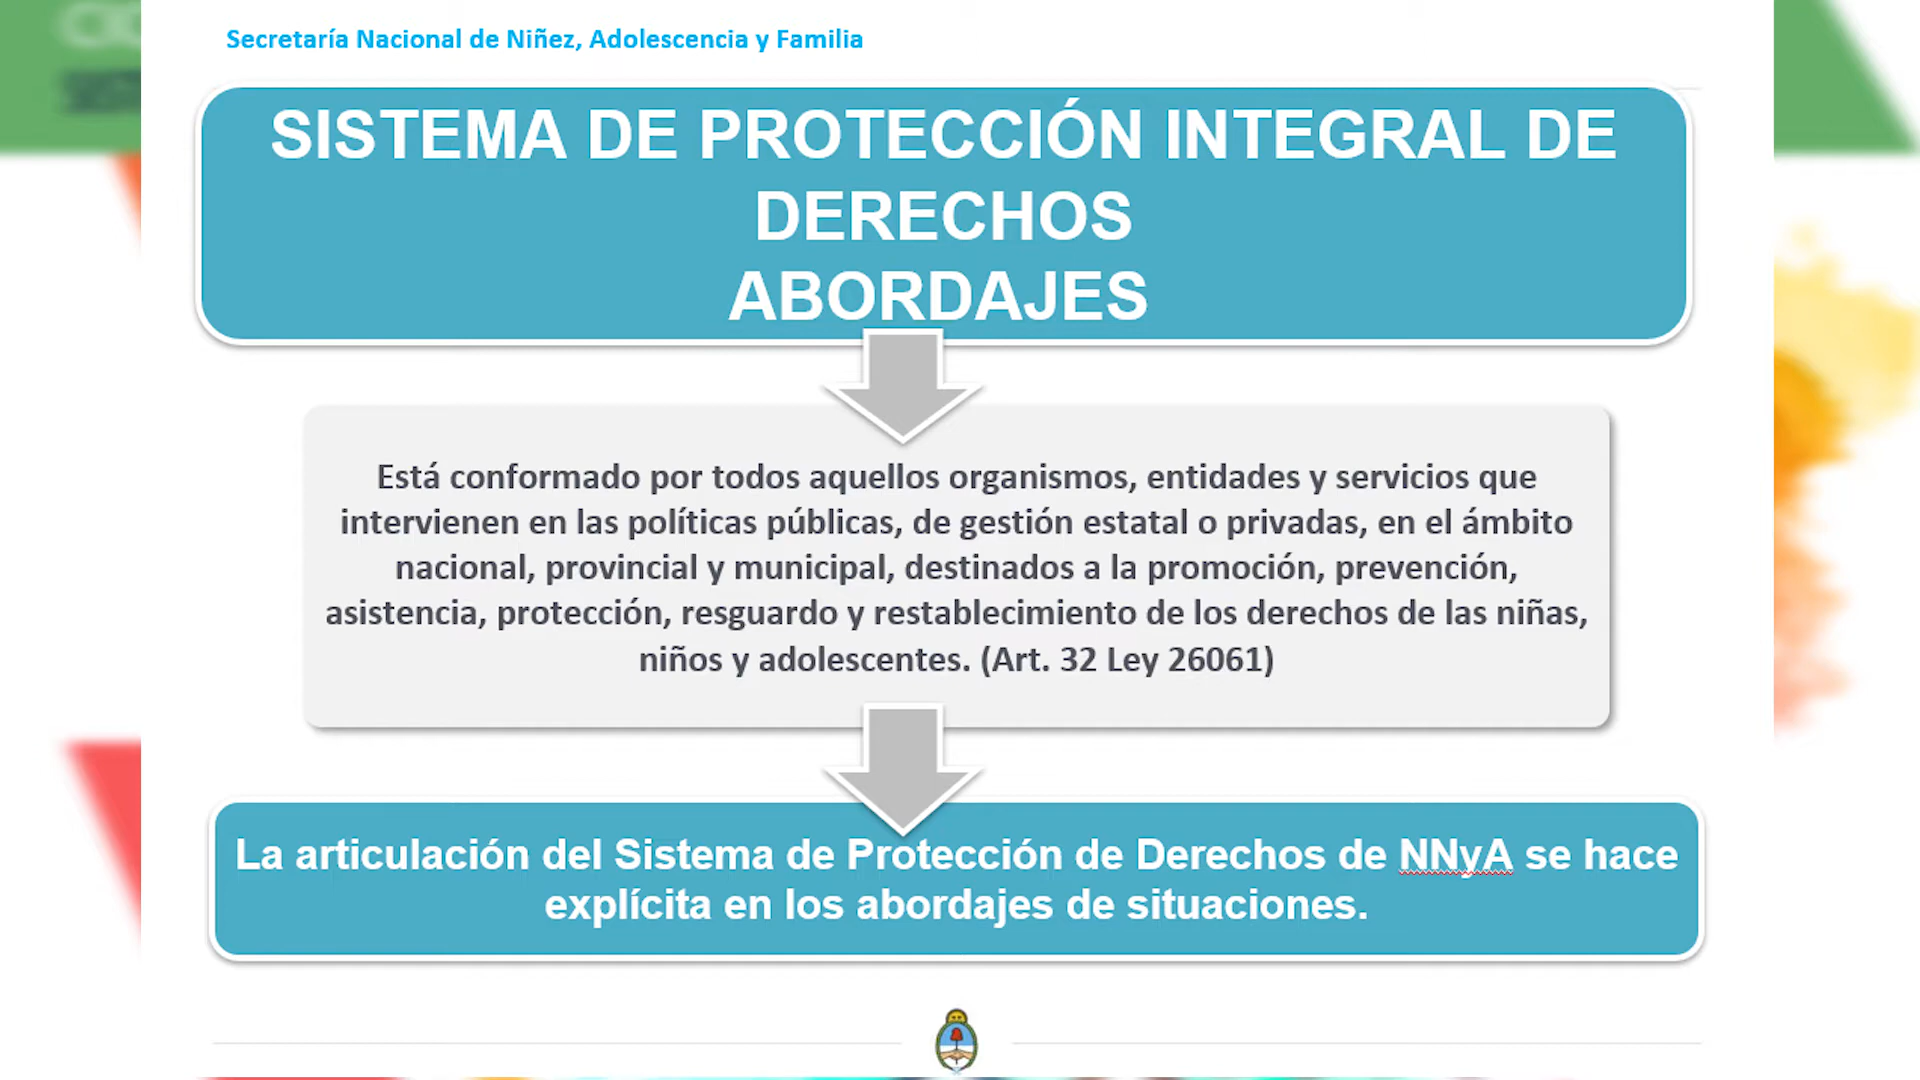 Secretaría Nacional de Niñez, Adolescencia y Familia
SISTEMA DE PROTECCIÓN INTEGRAL DE
DERECHOS
ABORDAJES
Está conformado por todos aquellos organismos, entidades y servicios que
intervienen en las políticas públicas, de gestión estatal o privadas, en el ámbito
nacional, provincial y municipal, destinados a la promoción, prevención,
asistencia, protección, resguardo y restablecimiento de los derechos de las niñas,
niños y adolescentes. (Art. 32 Ley 26061)
La articulación del Sistema de Protección de Derechos de NNyA se hace
explícita en los abordajes de situaciones.